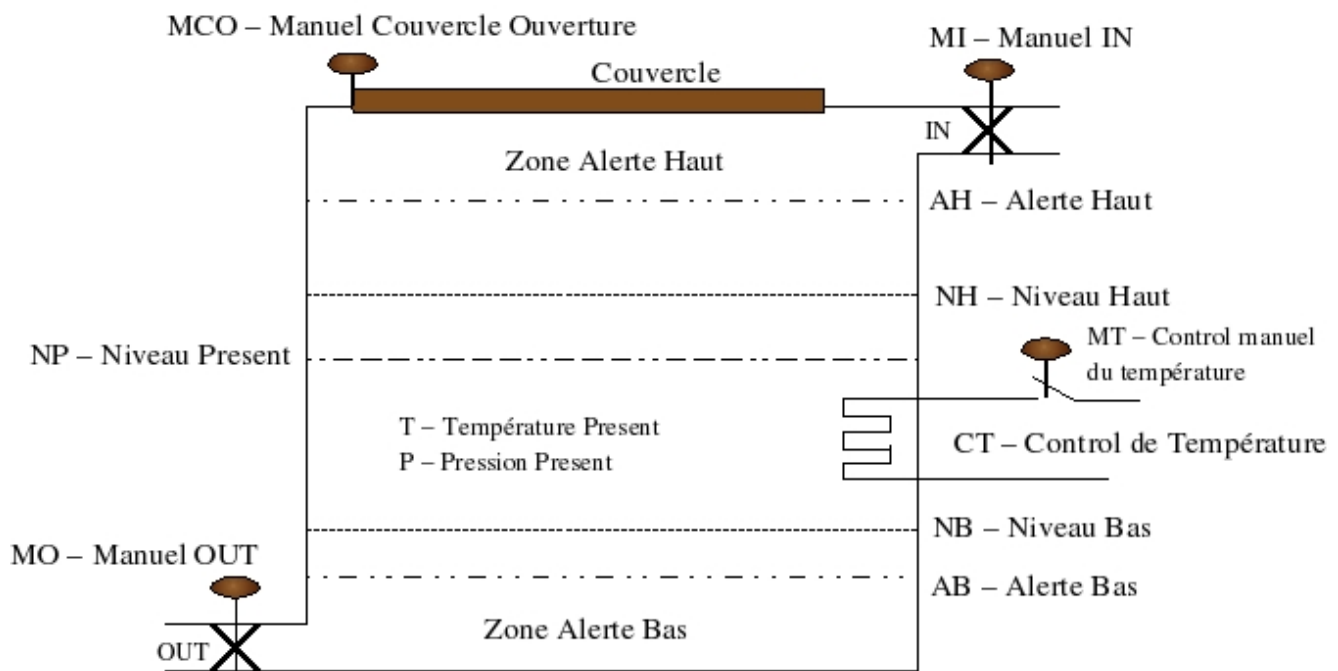 MCO – Manuel Couvercle Ouverture
MI – Manuel IN
Couvercle
IN
Zone Alerte Haut
AH – Alerte Haut
NH – Niveau Haut
MT – Control manuel
du température
NP – Niveau Present
T – Température Present
P – Pression Present
CT – Control de Température
NB – Niveau Bas
MO – Manuel OUT
AB – Alerte Bas
Zone Alerte Bas
OUT